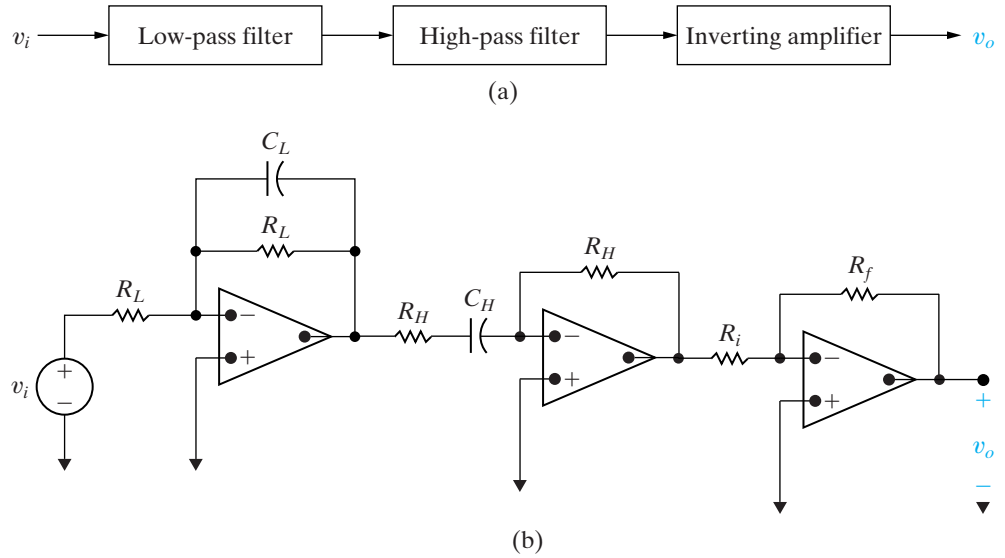 v_i Low-pass filter High-pass filter Inverting amplifier v_o
(a)
C_L
R_L
R_H
R_f
R_L
R_H
C_H
R_i
v_i
+
−
−
+
−
+
−
+
+
v_o
−
(b)